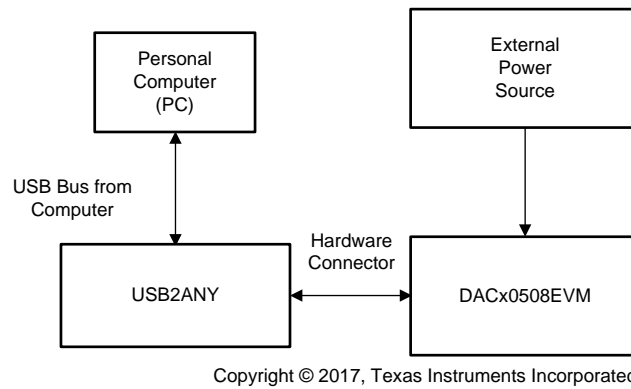 Personal
Computer
(PC)
External
Power
Source
USB Bus from
Computer
Hardware
Connector
USB2ANY
DACx0508EVM
Copyright © 2017, Texas Instruments Incorporated